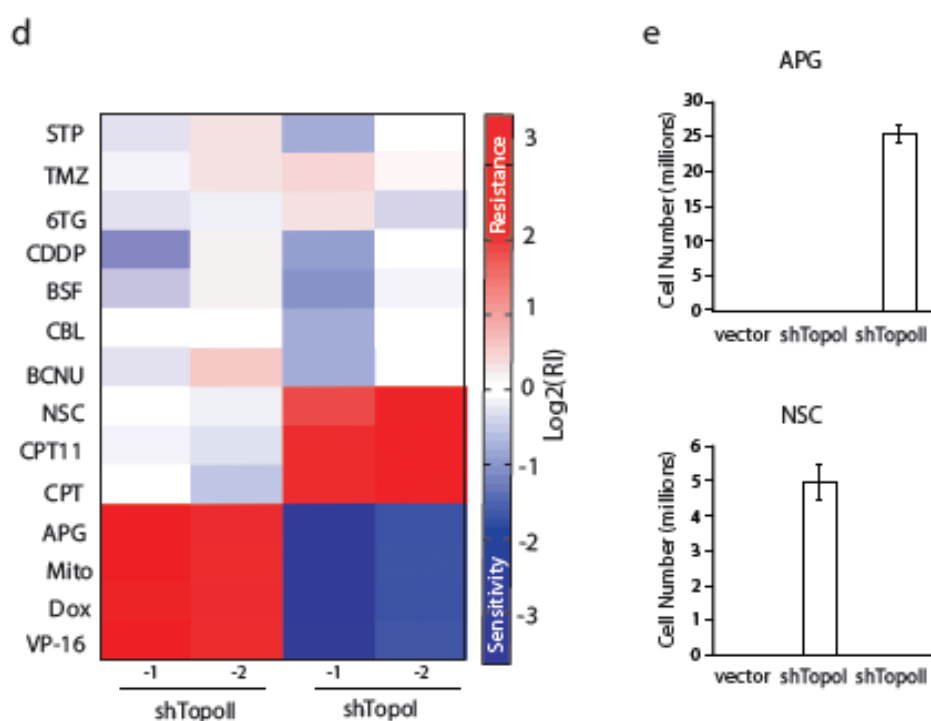 d
STP
TMZ
6TG
CDDP
BSF
CBL
BCNU
NSC
CPT11
CPT
APG
Mito
Dox
VP-16
-1 -2 -1 -2
shTopoII shTopoI
Resistance
Sensitivity
3
2
1
0
-1
-2
-3
Log2(RI)
e
APG
Cell Number (millions)
30
25
20
15
10
5
0
vector shTopoI shTopoII
NSC
Cell Number (millions)
6
5
4
3
2
1
0
vector shTopoI shTopoII